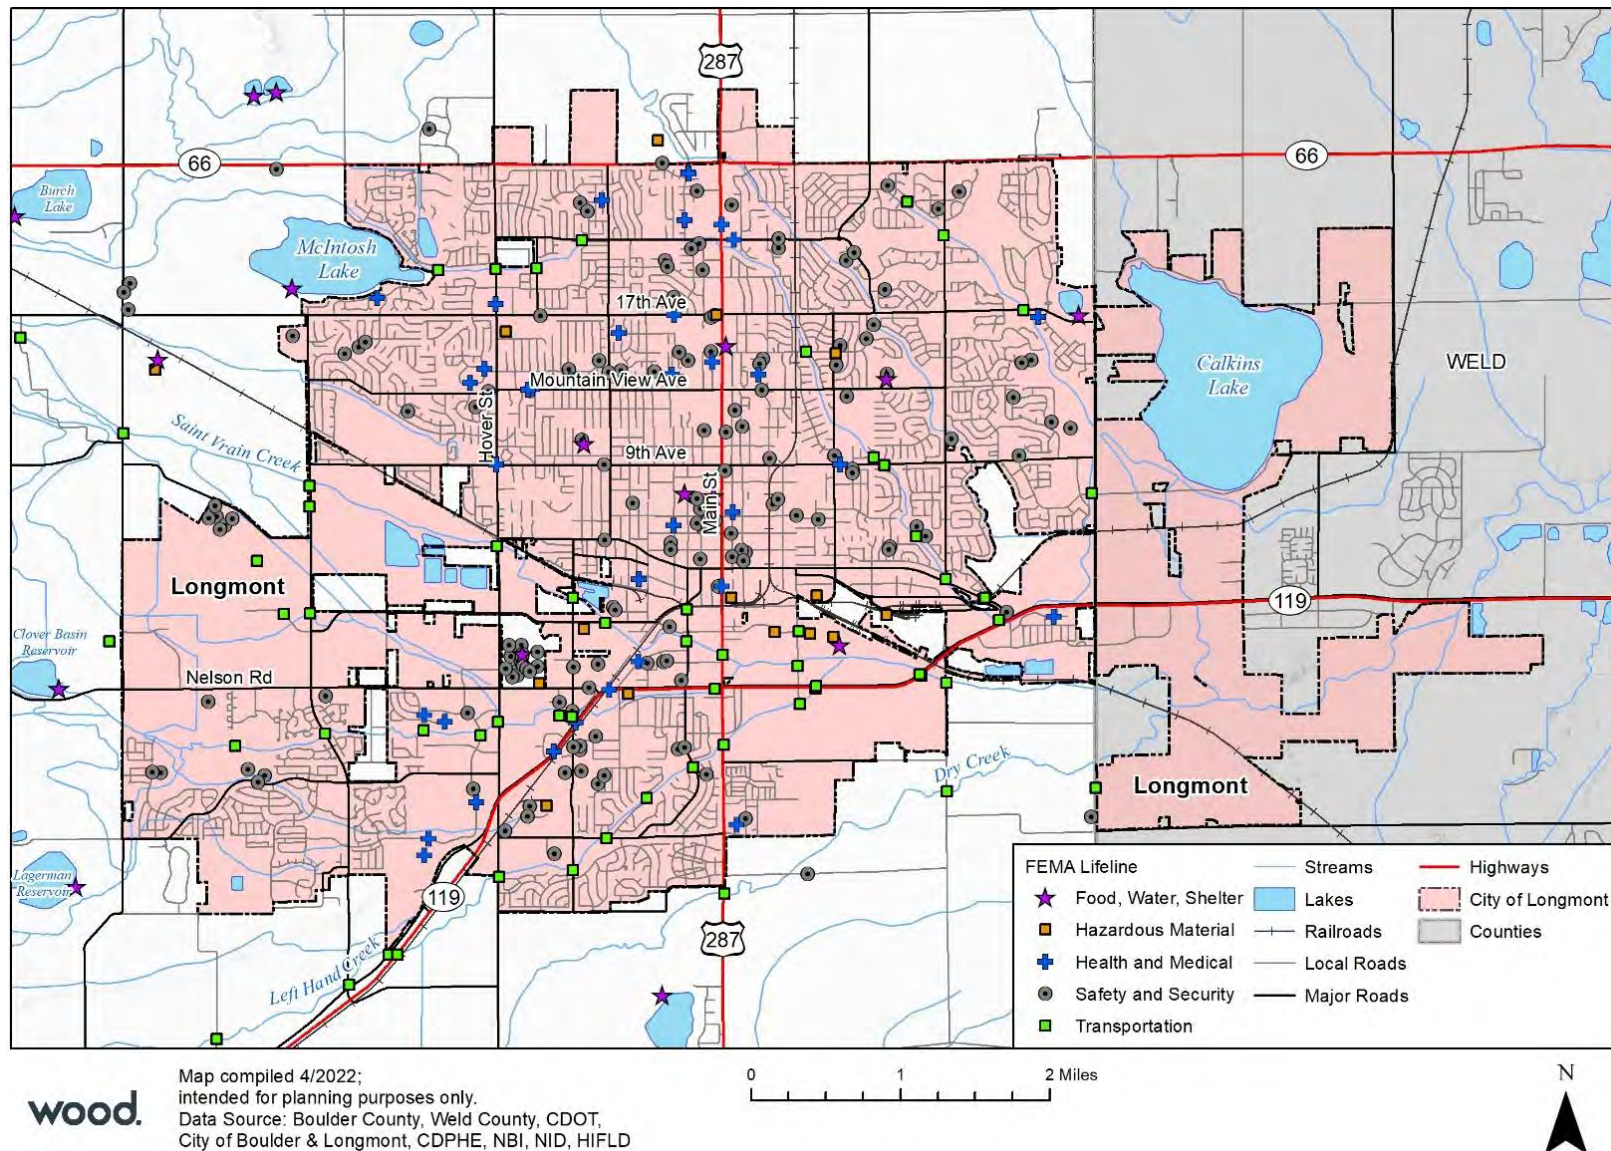 287
66
66
Burch
Lake
McIntosh
Lake
17th Ave
Calkins
Lake
WELD
Mountain View Ave
Hover St
Saint Vrain Creek
9th Ave
Main St
Longmont
119
Clover Basin
Reservoir
Nelson Rd
Dry Creek
Longmont
Lagerman
Reservoir
119
287
Left Hand Creek
FEMA Lifeline
Food, Water, Shelter
Hazardous Material
Health and Medical
Safety and Security
Transportation
Streams
Lakes
Railroads
Local Roads
Major Roads
Highways
City of Longmont
Counties
wood.
Map compiled 4/2022;
intended for planning purposes only.
Data Source: Boulder County, Weld County, CDOT,
City of Boulder & Longmont, CDPHE, NBI, NID, HIFLD
0 1 2 Miles
N